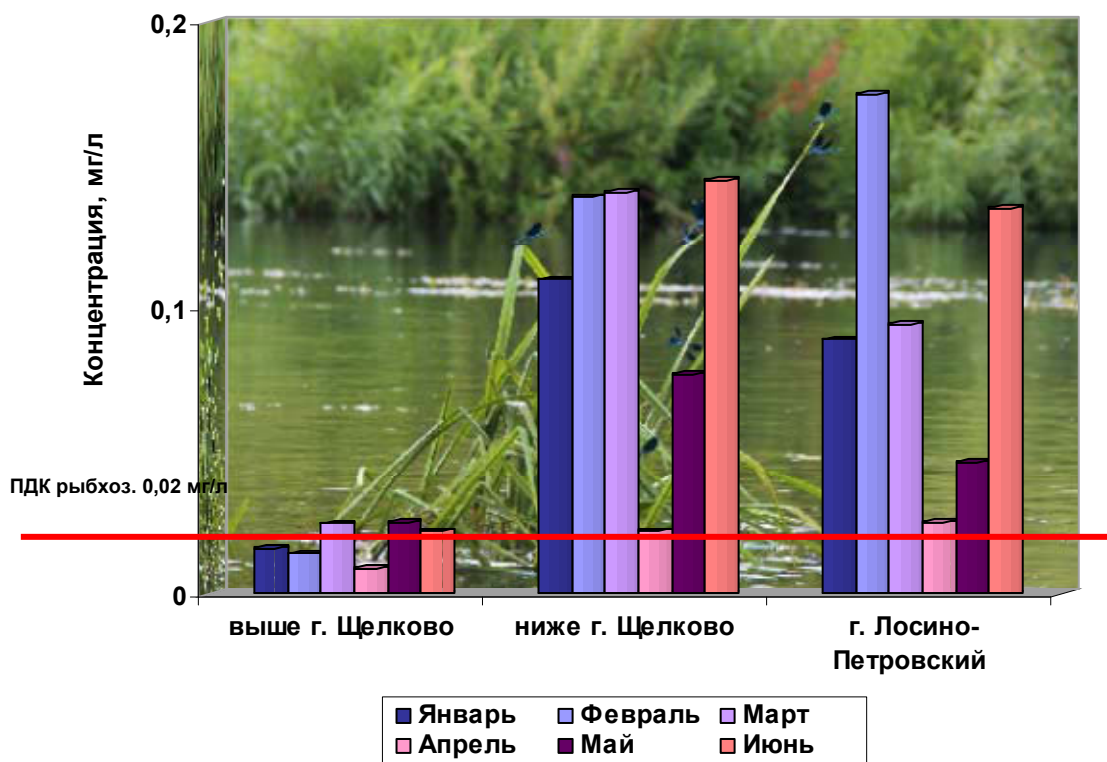 0,2
Концентрация, мг/л
0,1
ПДК рыбхоз. 0,02 мг/л
0
выше г. Щелково
ниже г. Щелково
г. Лосино-
Петровский
Январь
Февраль
Март
Апрель
Май
Июнь